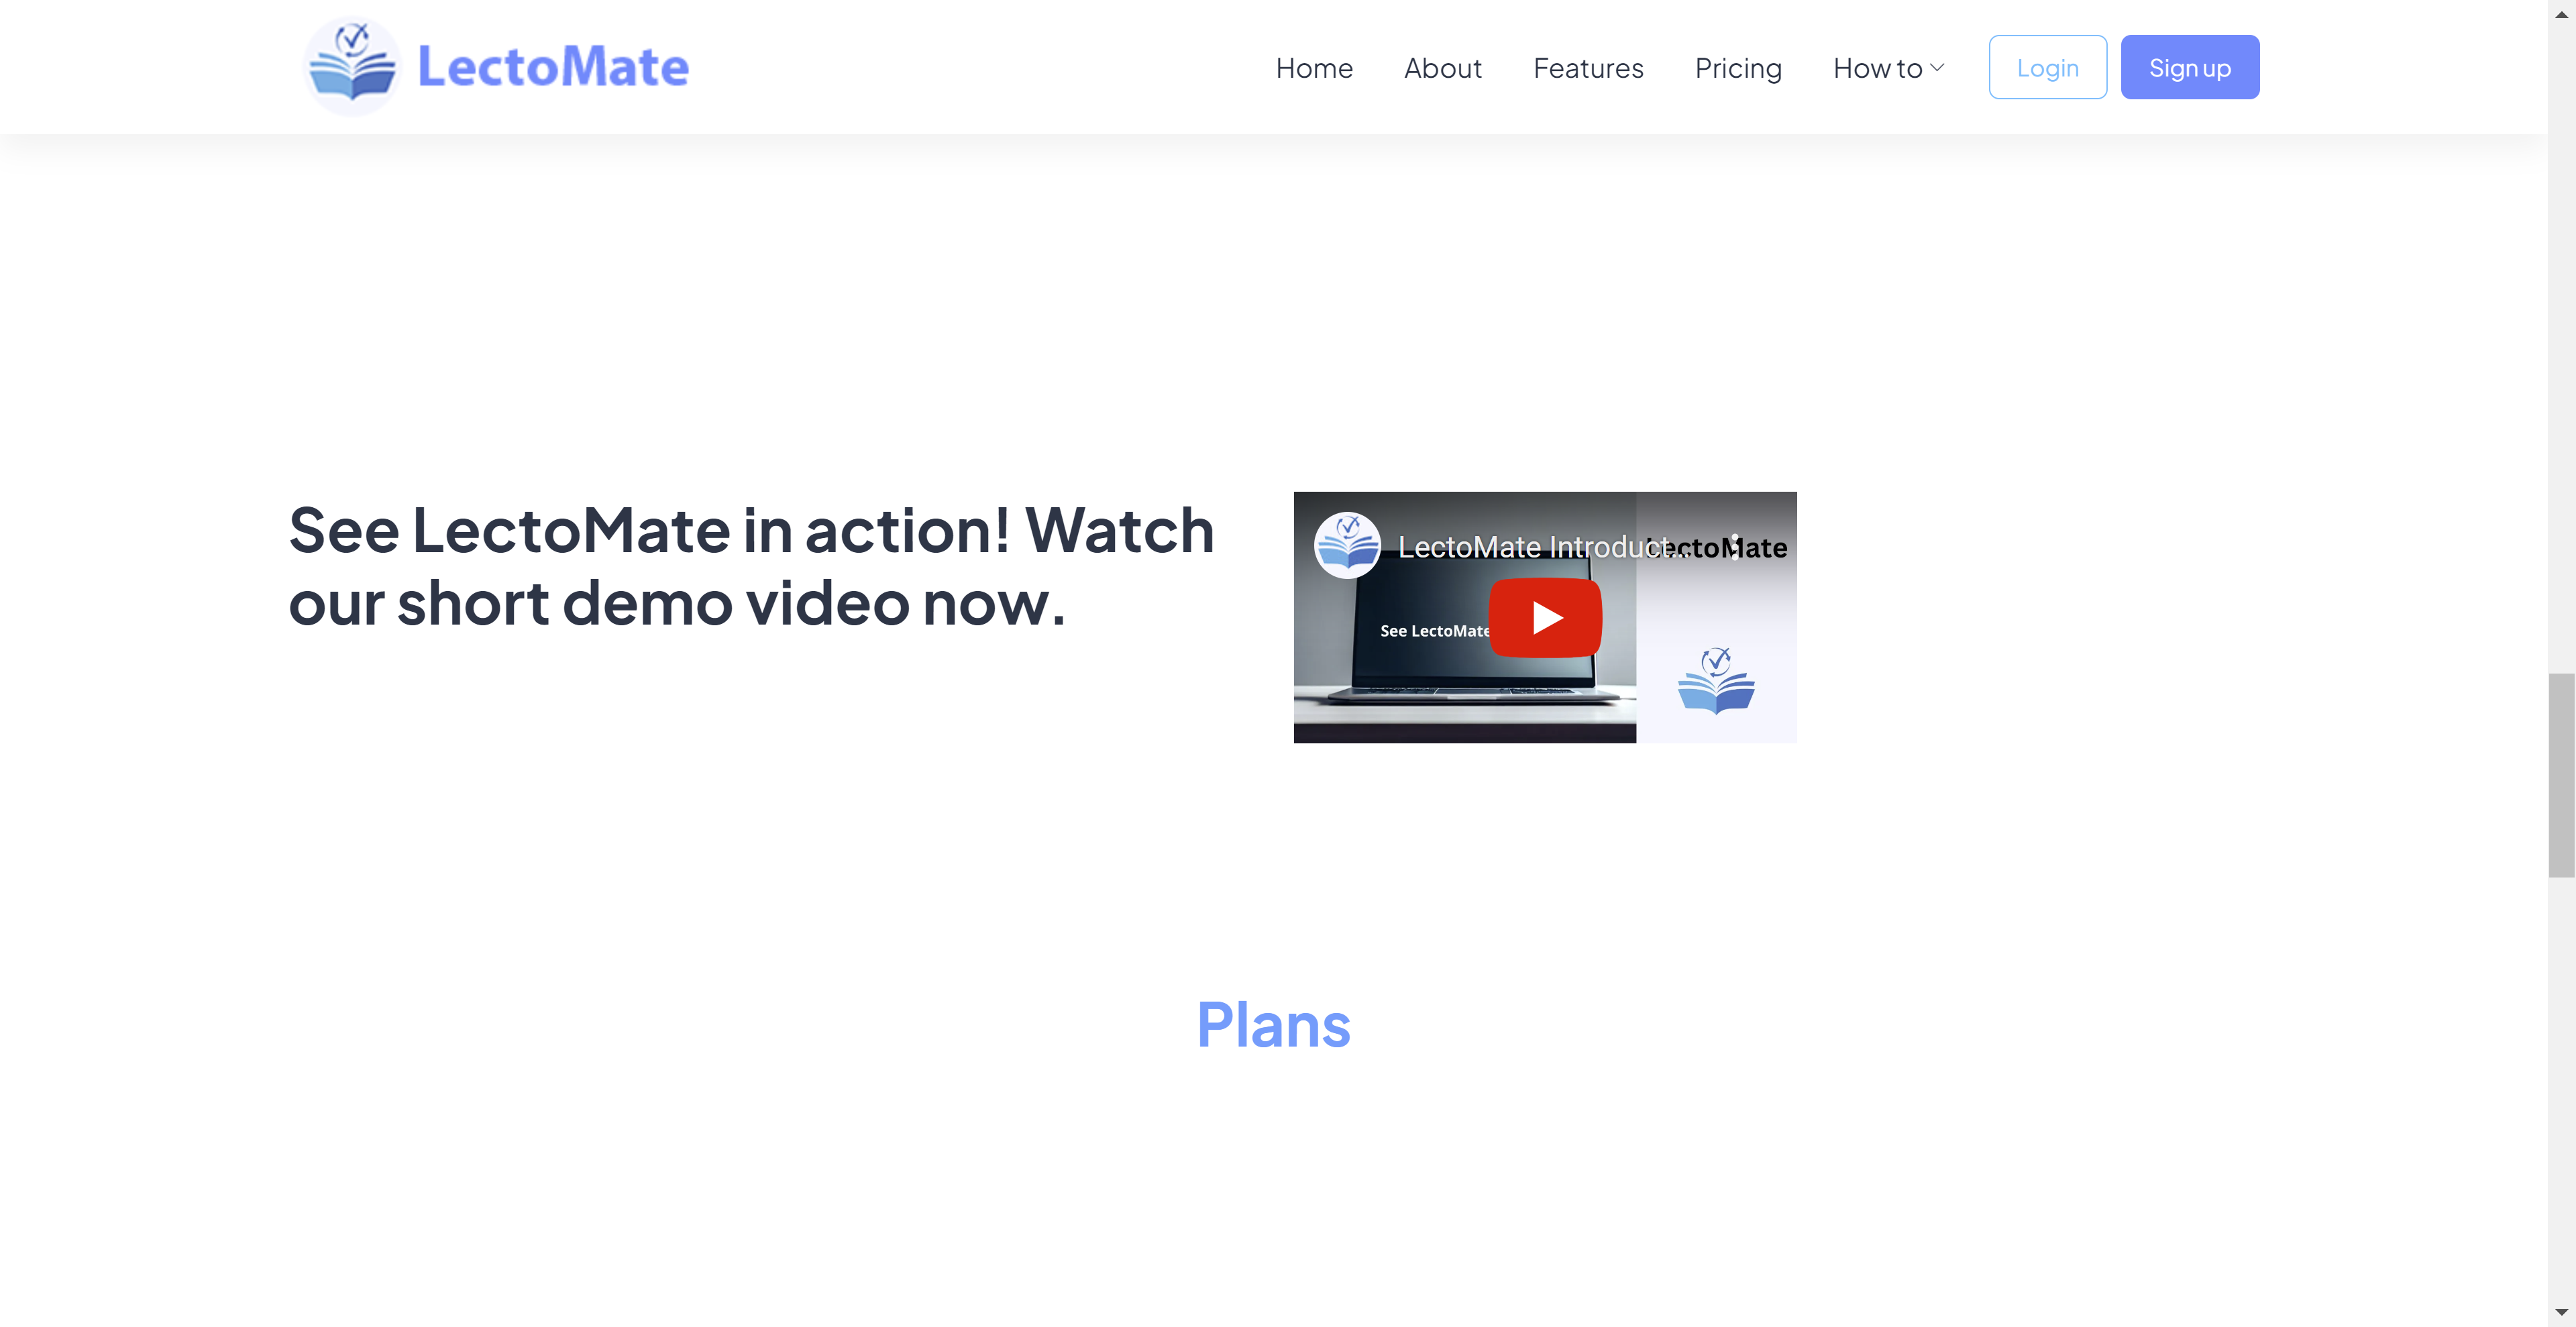 LectoMate
Home
About
Features
Pricing
How to
Login
Sign up
See LectoMate in action! Watch
our short demo video now.
LectoMate Introduct...
LectoMate
See LectoMate
Plans